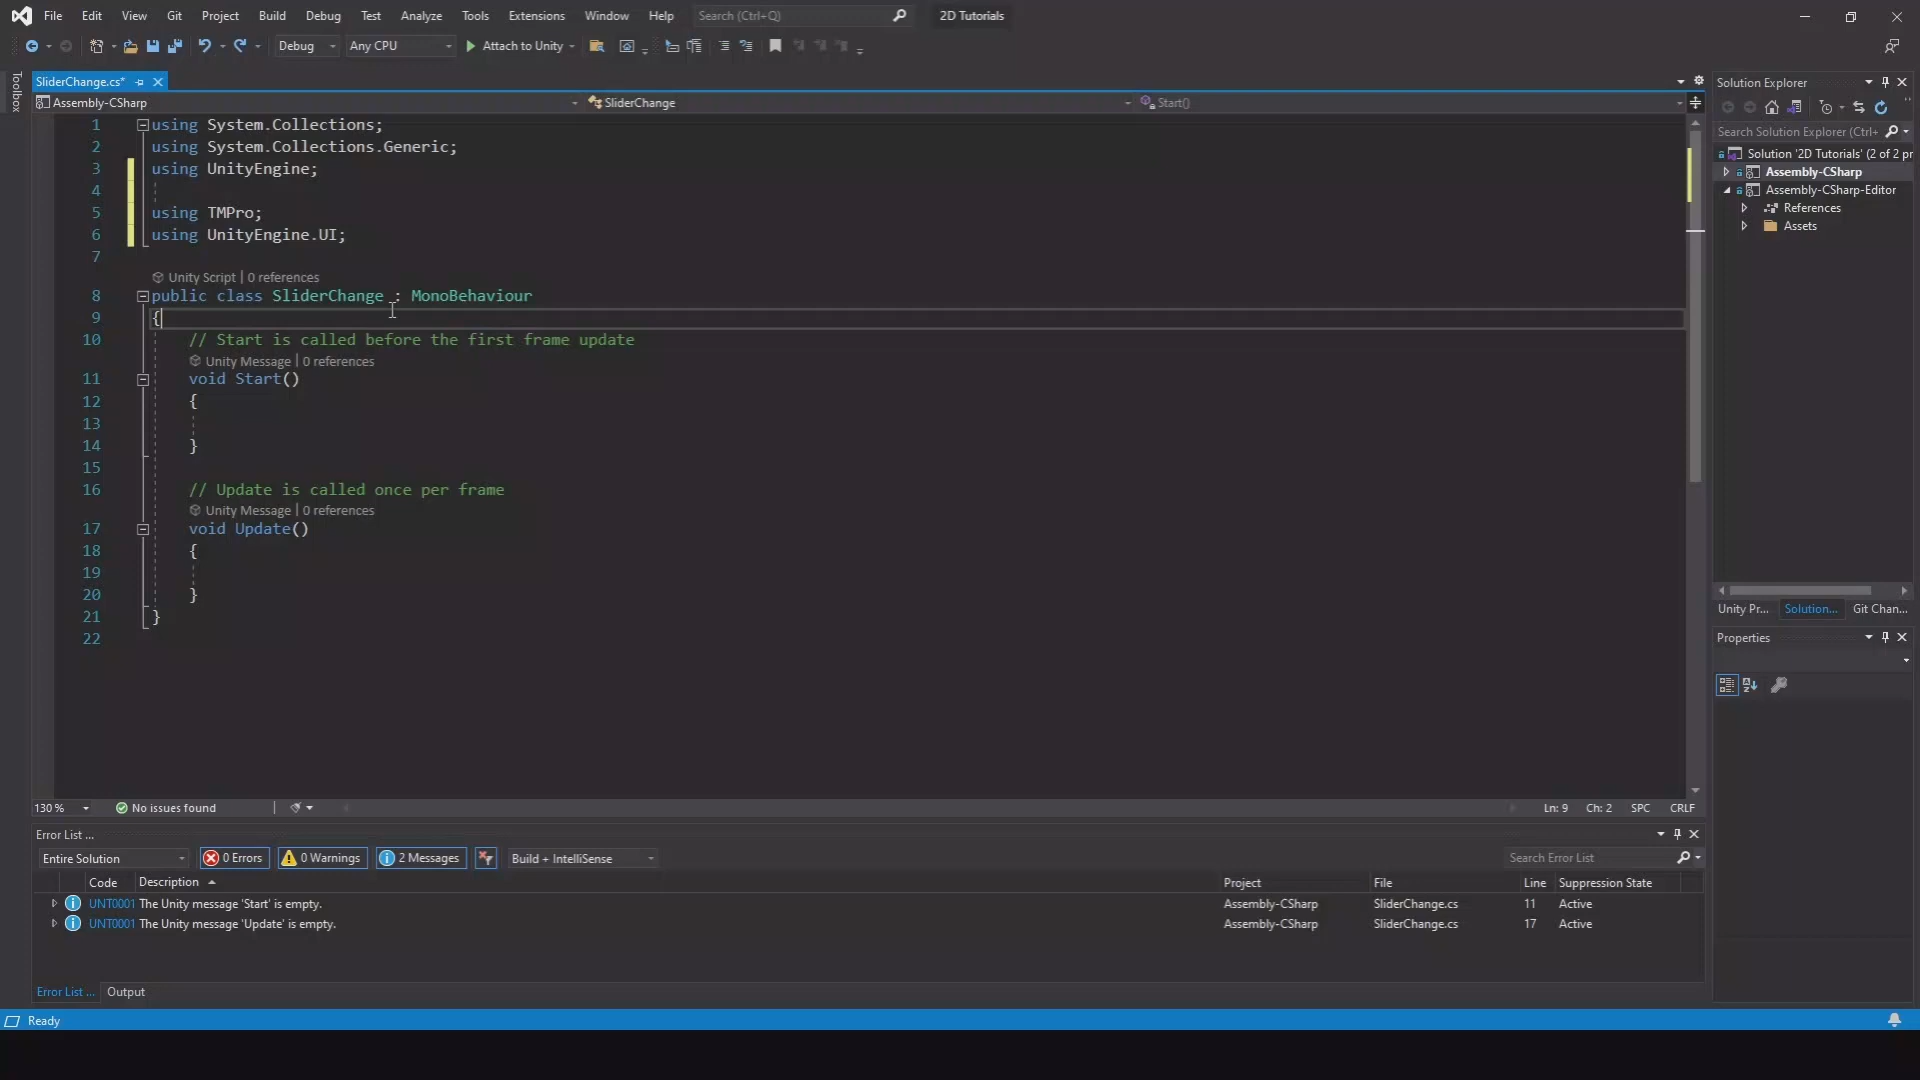 File Edit View Git Project Build Debug Test Analyze Tools Extensions Window Help Search (Ctrl+Q) 2D Tutorials
Debug Any CPU Attach to Unity
Toolbox
SliderChange.cs*
Assembly-CSharp SliderChange Start()
1 using System.Collections;
2 using System.Collections.Generic;
3 using UnityEngine;
4
5 using TMPro;
6 using UnityEngine.UI;
7
Unity Script | 0 references
8 public class SliderChange : MonoBehaviour
9 {
10 // Start is called before the first frame update
Unity Message | 0 references
11 void Start()
12 {
13
14 }
15
16 // Update is called once per frame
Unity Message | 0 references
17 void Update()
18 {
19
20 }
21 }
22
130 % No issues found Ln: 9 Ch: 2 SPC CRLF
Solution Explorer
Search Solution Explorer (Ctrl+
Solution '2D Tutorials' (2 of 2 pr
Assembly-CSharp
Assembly-CSharp-Editor
References
Assets
Unity Pr... Solution... Git Chan...
Properties
Error List ...
Entire Solution 0 Errors 0 Warnings 2 Messages Build + IntelliSense Search Error List
Code Description Project File Line Suppression State
UNT0001 The Unity message 'Start' is empty. Assembly-CSharp SliderChange.cs 11 Active
UNT0001 The Unity message 'Update' is empty. Assembly-CSharp SliderChange.cs 17 Active
Error List ... Output
Ready